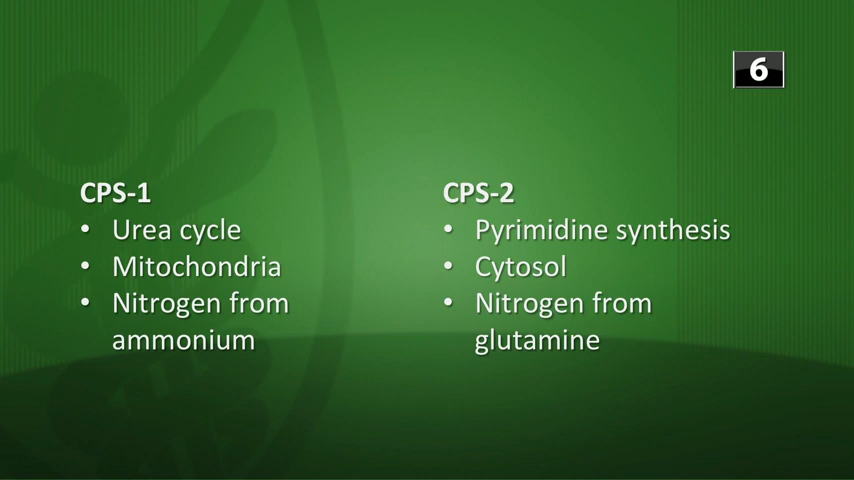 6
CPS-1
• Urea cycle
• Mitochondria
• Nitrogen from
ammonium
CPS-2
• Pyrimidine synthesis
• Cytosol
• Nitrogen from
glutamine